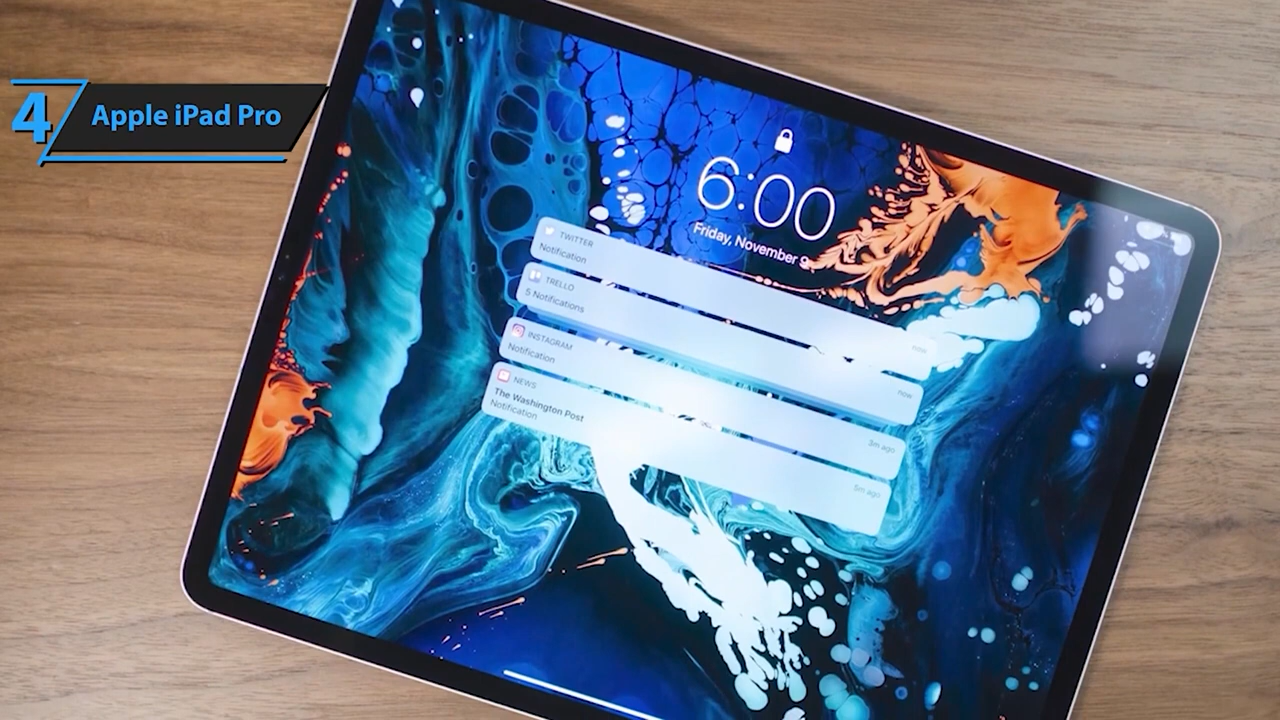 4
Apple iPad Pro
6:00
Friday, November 9
TWITTER
Notification
now
TRELLO
5 Notifications
now
INSTAGRAM
Notification
3m ago
NEWS
The Washington Post
Notification
5m ago